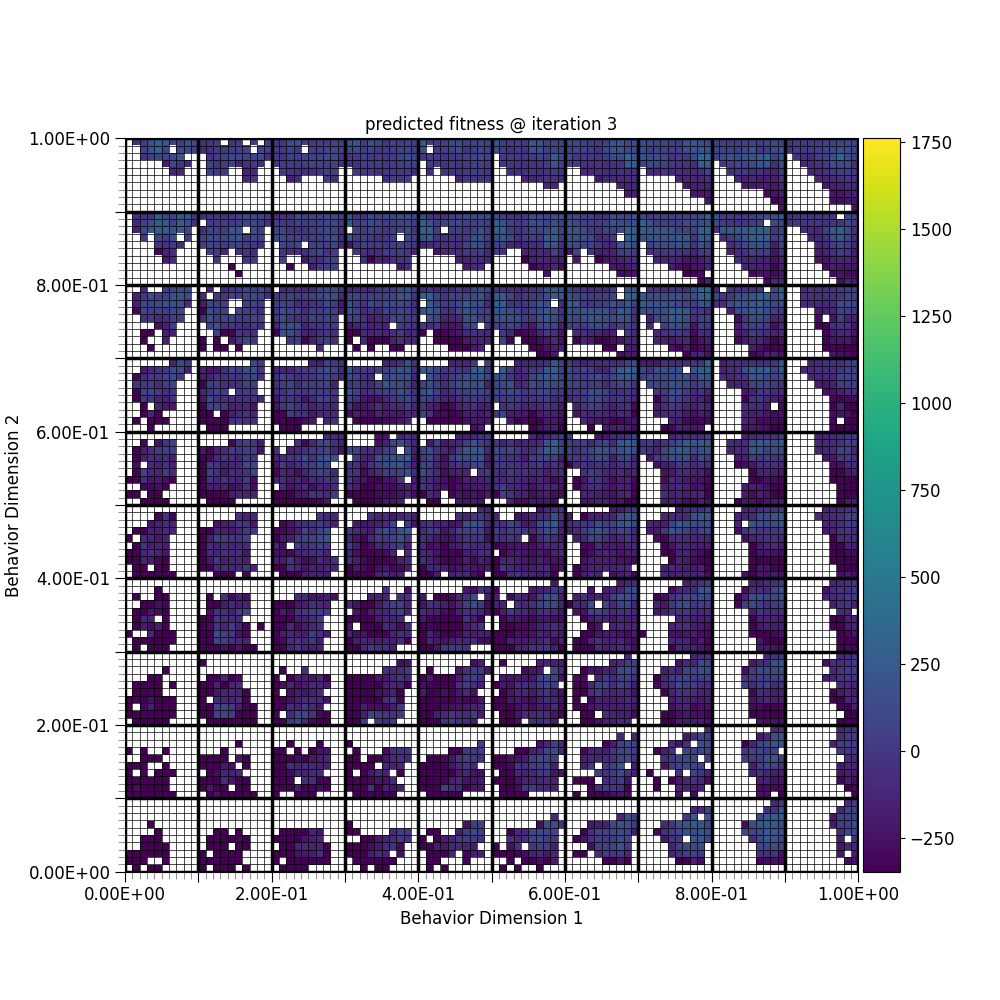 predicted fitness @ iteration 3
1.00E+00
8.00E-01
6.00E-01
4.00E-01
2.00E-01
0.00E+00
Behavior Dimension 2
0.00E+00 2.00E-01 4.00E-01 6.00E-01 8.00E-01 1.00E+00
Behavior Dimension 1
1750
1500
1250
1000
750
500
250
0
−250